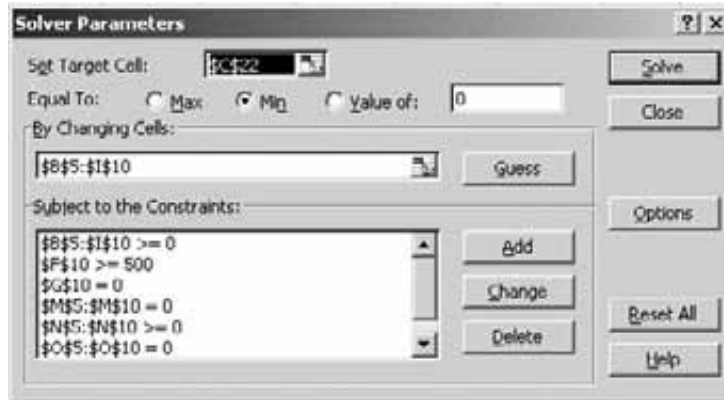 Solver Parameters ? ×
Set Target Cell: $C$22 Solve
Equal To: Max Min Value of: 0 Close
By Changing Cells:
$B$5:$I$10 Guess
Subject to the Constraints: Options
$B$5:$I$10 >= 0 Add
$F$10 >= 500
$G$10 = 0 Change
$M$5:$M$10 = 0 Reset All
$N$5:$N$10 >= 0 Delete
$O$5:$O$10 = 0 Help